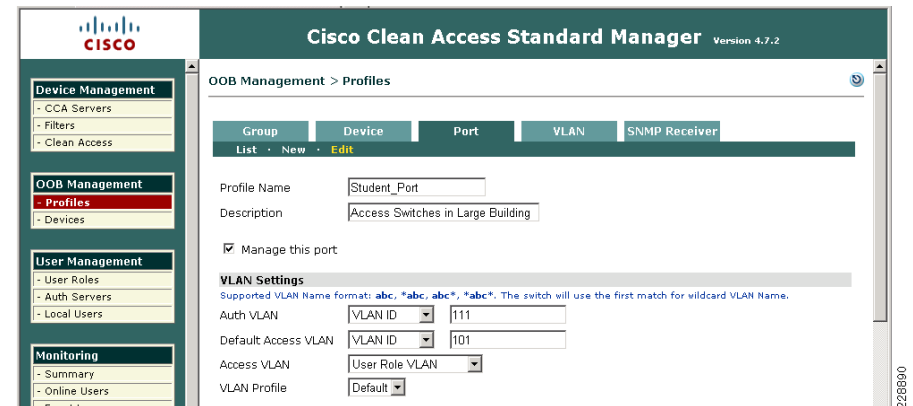 CISCO
Cisco Clean Access Standard Manager Version 4.7.2
Device Management
- CCA Servers
- Filters
- Clean Access
OOB Management
- Profiles
- Devices
User Management
- User Roles
- Auth Servers
- Local Users
Monitoring
- Summary
- Online Users
OOB Management > Profiles
Group Device Port VLAN SNMP Receiver
List · New · Edit
Profile Name Student_Port
Description Access Switches in Large Building
Manage this port
VLAN Settings
Supported VLAN Name format: abc, *abc, abc*, *abc*. The switch will use the first match for wildcard VLAN Name.
Auth VLAN VLAN ID 111
Default Access VLAN VLAN ID 101
Access VLAN User Role VLAN
VLAN Profile Default
228890